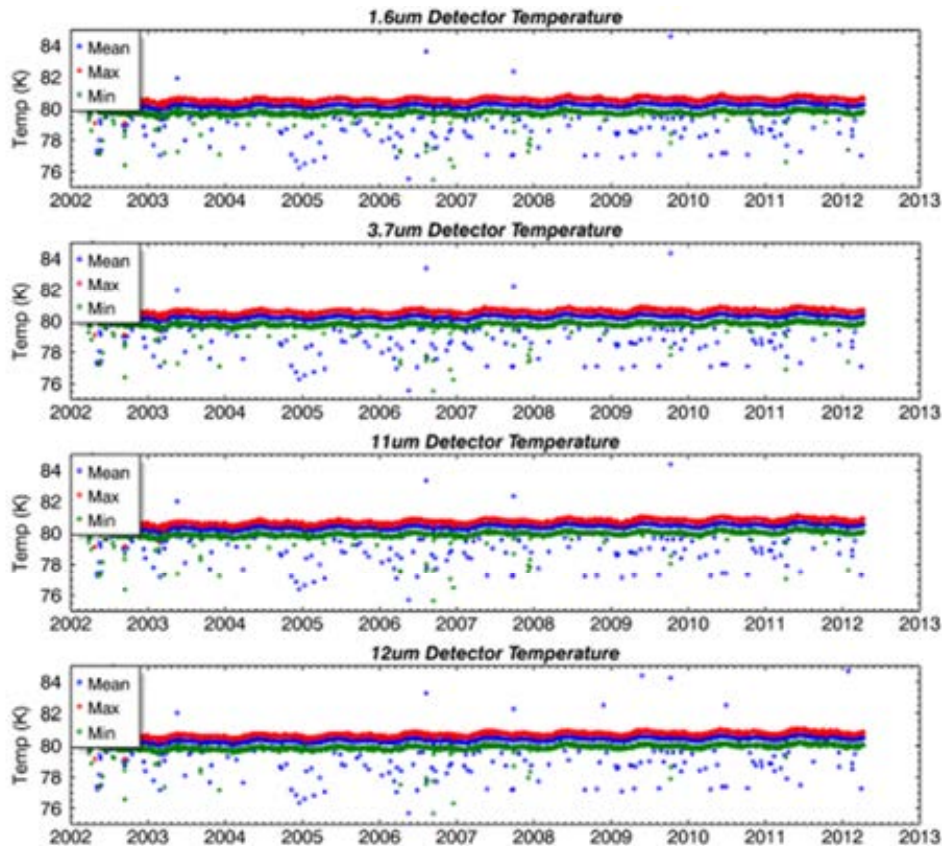 1.6um Detector Temperature
Temp (K)
84
82
80
78
76
Mean
Max
Min
2002 2003 2004 2005 2006 2007 2008 2009 2010 2011 2012 2013
3.7um Detector Temperature
Temp (K)
84
82
80
78
76
Mean
Max
Min
2002 2003 2004 2005 2006 2007 2008 2009 2010 2011 2012 2013
11um Detector Temperature
Temp (K)
84
82
80
78
76
Mean
Max
Min
2002 2003 2004 2005 2006 2007 2008 2009 2010 2011 2012 2013
12um Detector Temperature
Temp (K)
84
82
80
78
76
Mean
Max
Min
2002 2003 2004 2005 2006 2007 2008 2009 2010 2011 2012 2013